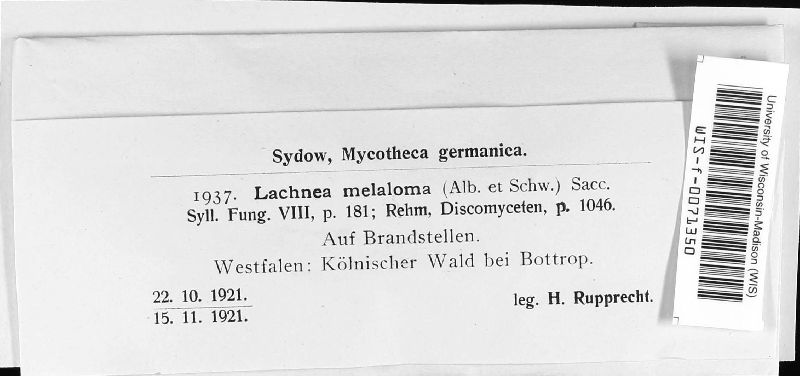 Sydow, Mycotheca germanica.
1937. Lachnea melaloma (Alb. et Schw.) Sacc.
Syll. Fung. VIII, p. 181; Rehm, Discomyceten, p. 1046.
Auf Brandstellen.
Westfalen: Kölnischer Wald bei Bottrop.
22. 10. 1921.
15. 11. 1921.
leg. H. Rupprecht.
University of Wisconsin-Madison (WIS)
WIS-f-0071350